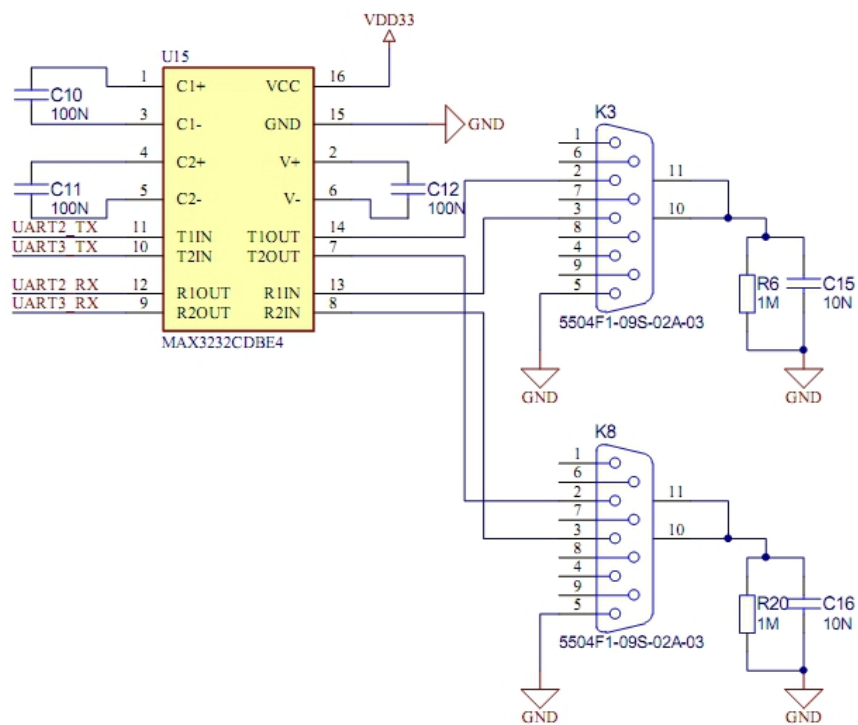 VDD33
U15
1 C1+ VCC 16
C10
100N
3 C1- GND 15 GND
4 C2+ V+ 2
C11
100N
C12
100N
5 C2- V- 6
UART2_TX 11 T1IN T1OUT 14
UART3_TX 10 T2IN T2OUT 7
UART2_RX 12 R1OUT R1IN 13
UART3_RX 9 R2OUT R2IN 8
MAX3232CDBE4
K3
1
6
2 11
7
3 10
8
4
9
5
5504F1-09S-02A-03
R6
1M
C15
10N
GND
GND
K8
1
6
2 11
7
3 10
8
4
9
5
5504F1-09S-02A-03
R20
1M
C16
10N
GND
GND